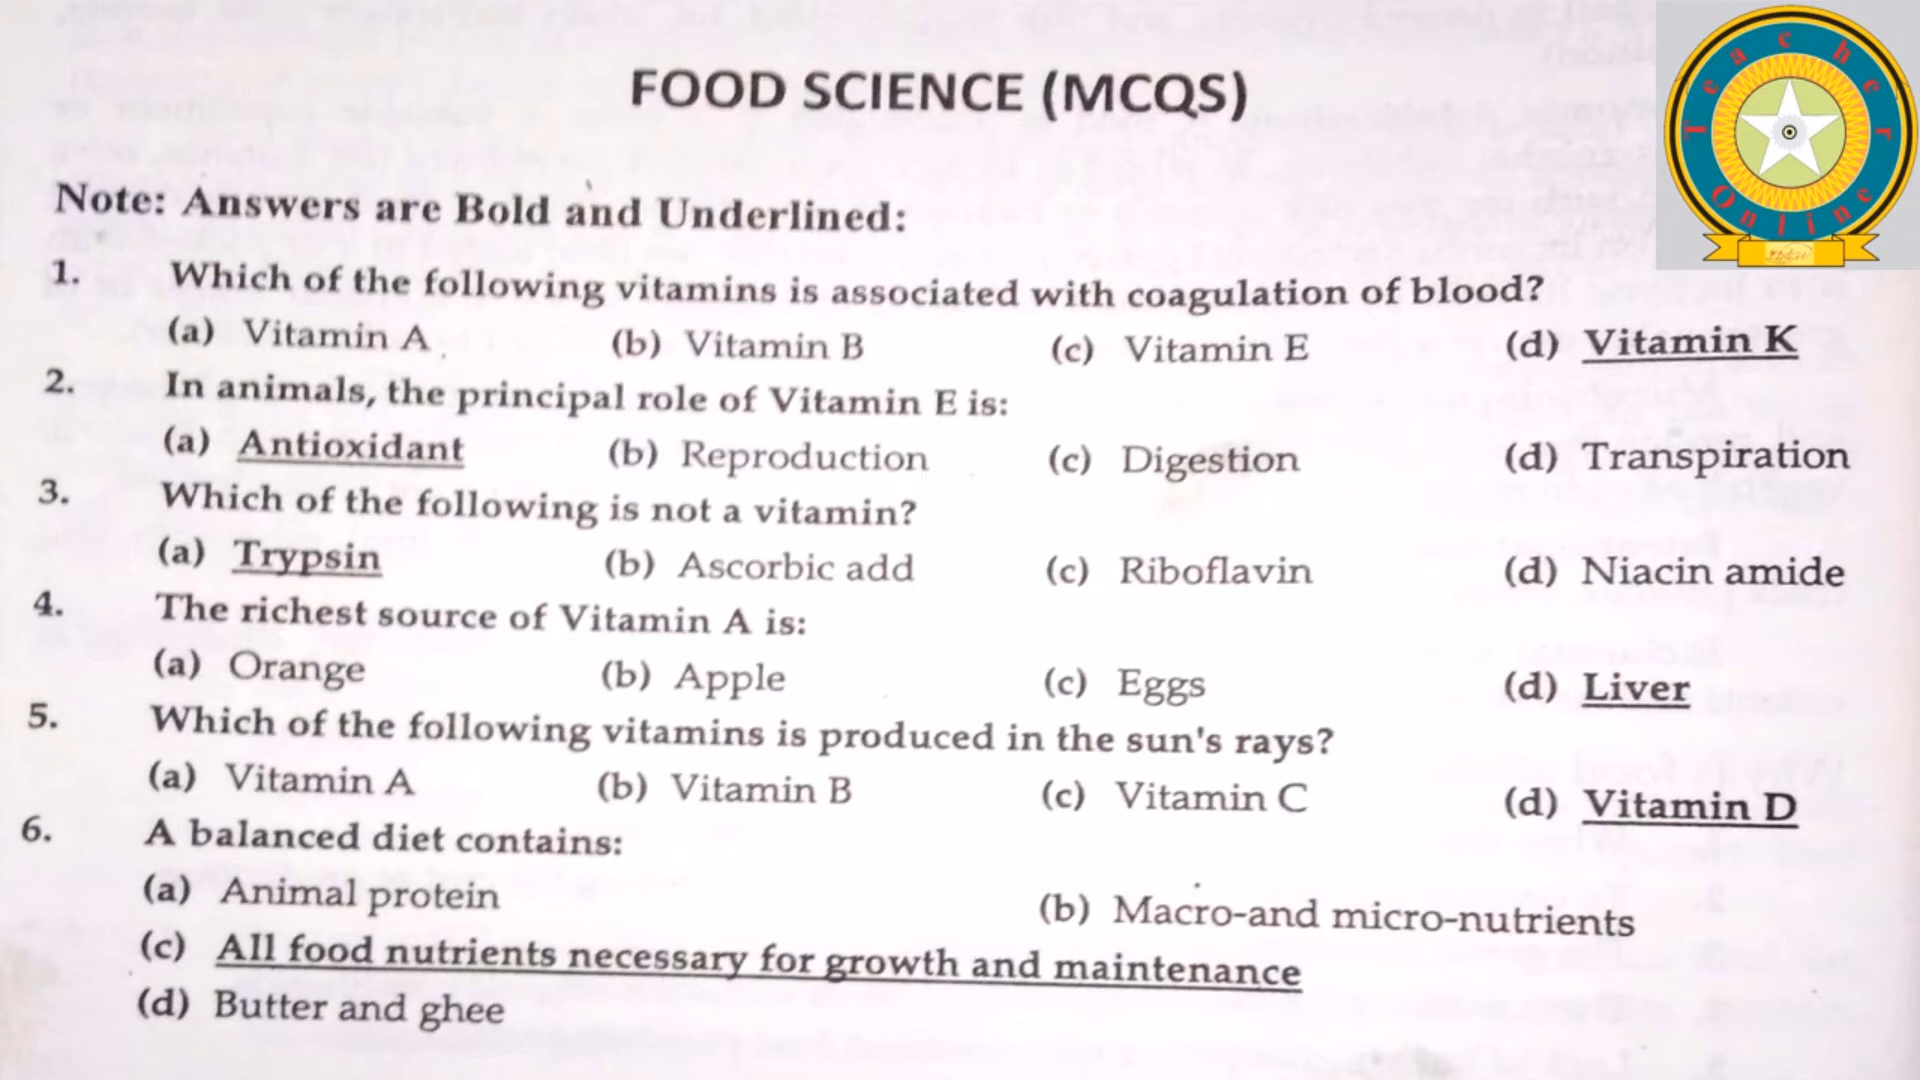 FOOD SCIENCE (MCQS)
Teacher
Online
Note: Answers are Bold and Underlined:
1. Which of the following vitamins is associated with coagulation of blood?
(a) Vitamin A (b) Vitamin B (c) Vitamin E (d) Vitamin K
2. In animals, the principal role of Vitamin E is:
(a) Antioxidant (b) Reproduction (c) Digestion (d) Transpiration
3. Which of the following is not a vitamin?
(a) Trypsin (b) Ascorbic add (c) Riboflavin (d) Niacin amide
4. The richest source of Vitamin A is:
(a) Orange (b) Apple (c) Eggs (d) Liver
5. Which of the following vitamins is produced in the sun's rays?
(a) Vitamin A (b) Vitamin B (c) Vitamin C (d) Vitamin D
6. A balanced diet contains:
(a) Animal protein (b) Macro-and micro-nutrients
(c) All food nutrients necessary for growth and maintenance
(d) Butter and ghee